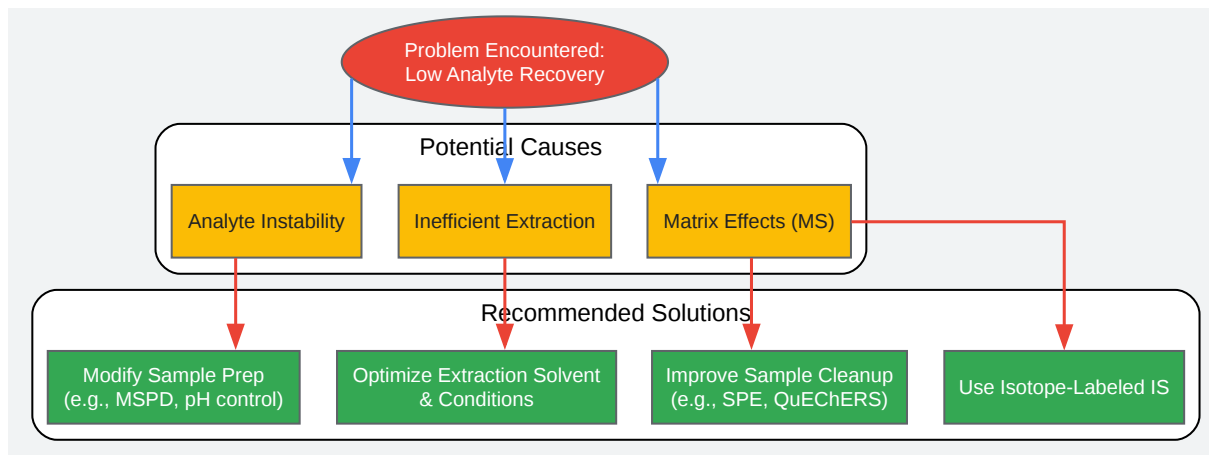 Problem Encountered:
Low Analyte Recovery
Potential Causes
Analyte Instability
Inefficient Extraction
Matrix Effects (MS)
Recommended Solutions
Modify Sample Prep
(e.g., MSPD, pH control)
Optimize Extraction Solvent
& Conditions
Improve Sample Cleanup
(e.g., SPE, QuEChERS)
Use Isotope-Labeled IS